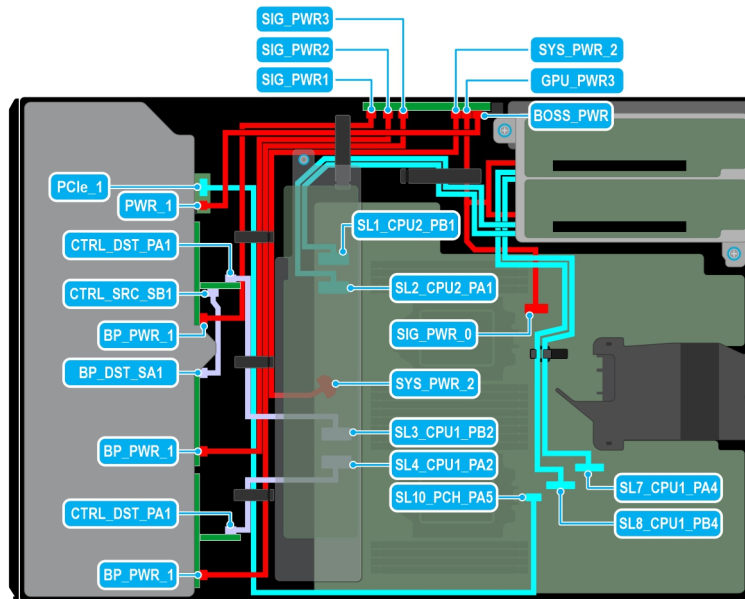 SIG_PWR3
SIG_PWR2
SIG_PWR1
SYS_PWR_2
GPU_PWR3
BOSS_PWR
PCIe_1
PWR_1
CTRL_DST_PA1
CTRL_SRC_SB1
BP_PWR_1
BP_DST_SA1
BP_PWR_1
CTRL_DST_PA1
BP_PWR_1
SL1_CPU2_PB1
SL2_CPU2_PA1
SIG_PWR_0
SYS_PWR_2
SL3_CPU1_PB2
SL4_CPU1_PA2
SL10_PCH_PA5
SL7_CPU1_PA4
SL8_CPU1_PB4